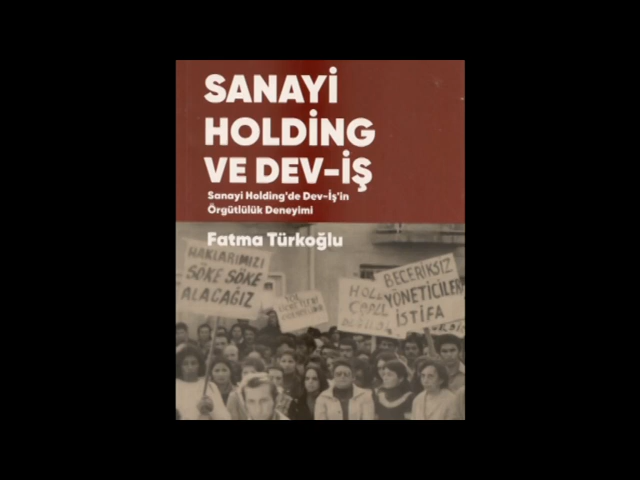 SANAYİ
HOLDİNG
VE DEV-İŞ
Sanayi Holding'de Dev-İş'in
Örgütlülük Deneyimi
Fatma Türkoğlu
HAKLARIMIZI
SÖKE SÖKE
ALACAĞIZ
BECERİKSİZ
YÖNETİCİLER
İSTİFA